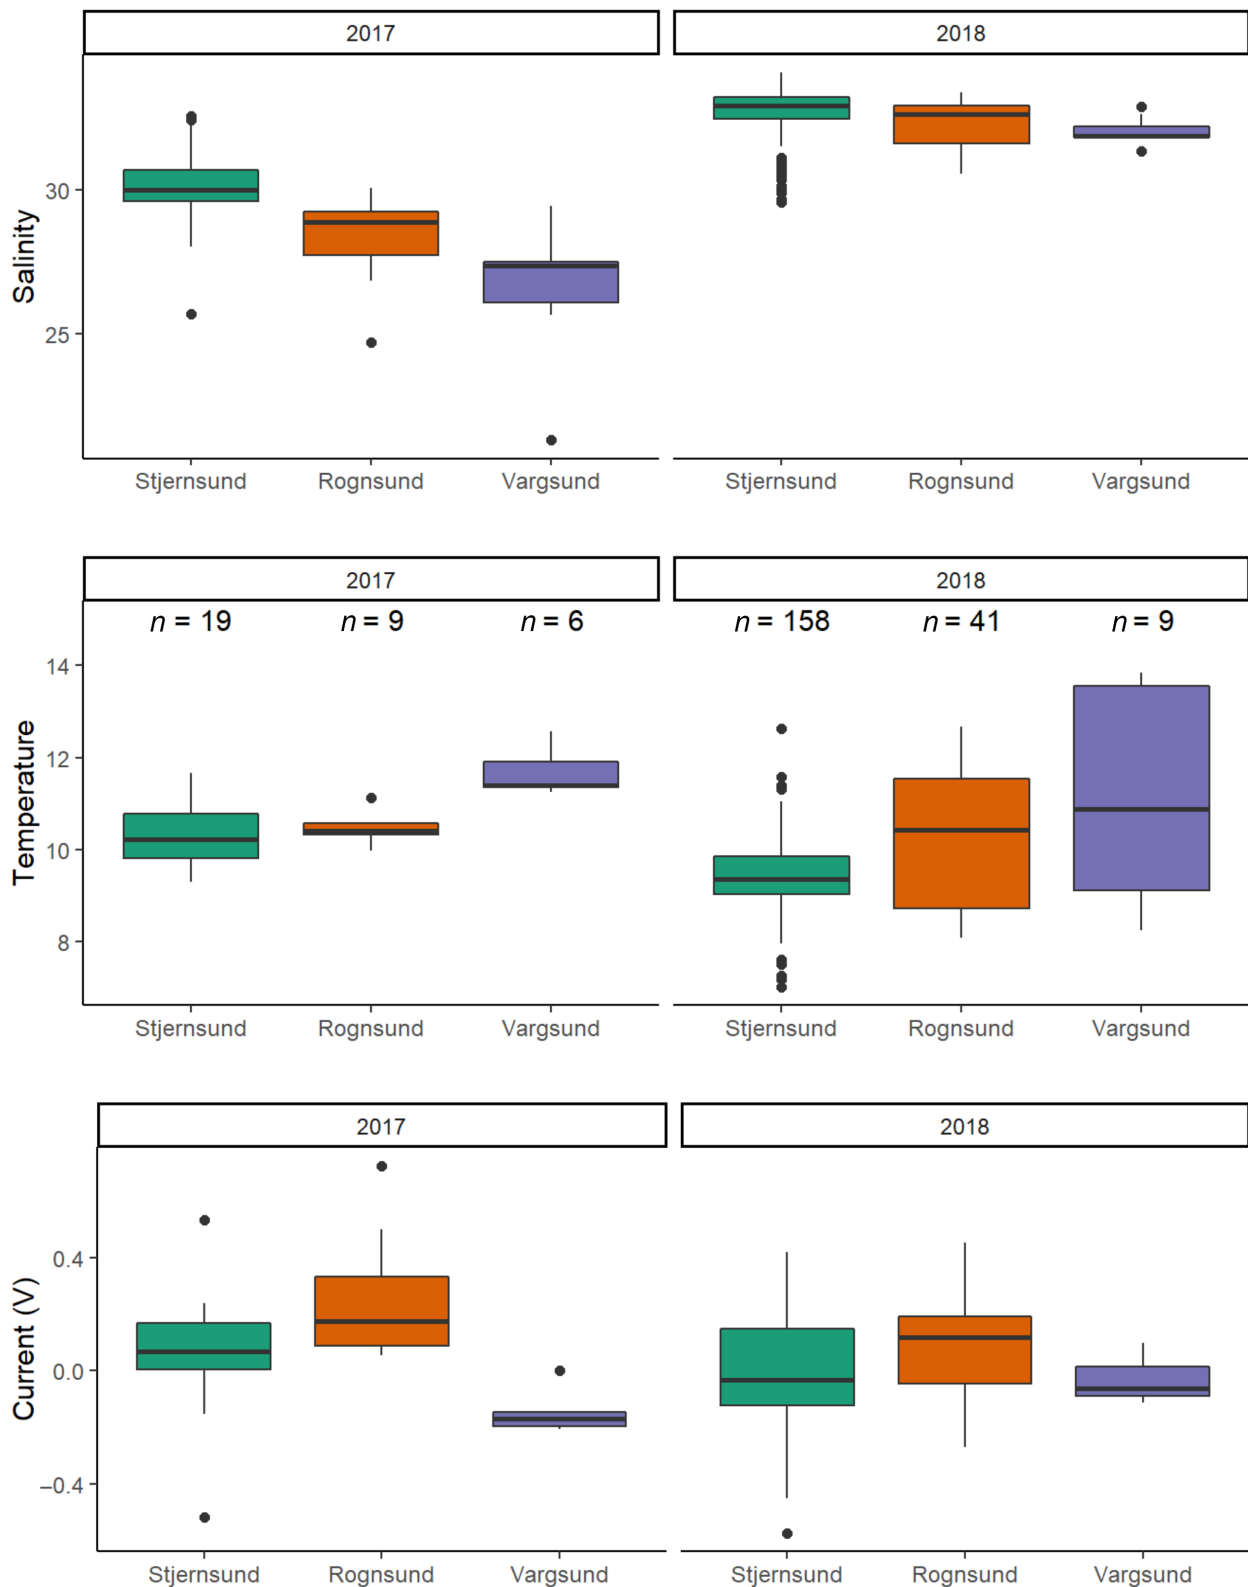 2017 2018
Salinity
30
25
Stjernsund Rognsund Vargsund Stjernsund Rognsund Vargsund
2017 2018
n = 19 n = 9 n = 6 n = 158 n = 41 n = 9
Temperature
14
12
10
8
Stjernsund Rognsund Vargsund Stjernsund Rognsund Vargsund
2017 2018
Current (V)
0.4
0.0
−0.4
Stjernsund Rognsund Vargsund Stjernsund Rognsund Vargsund